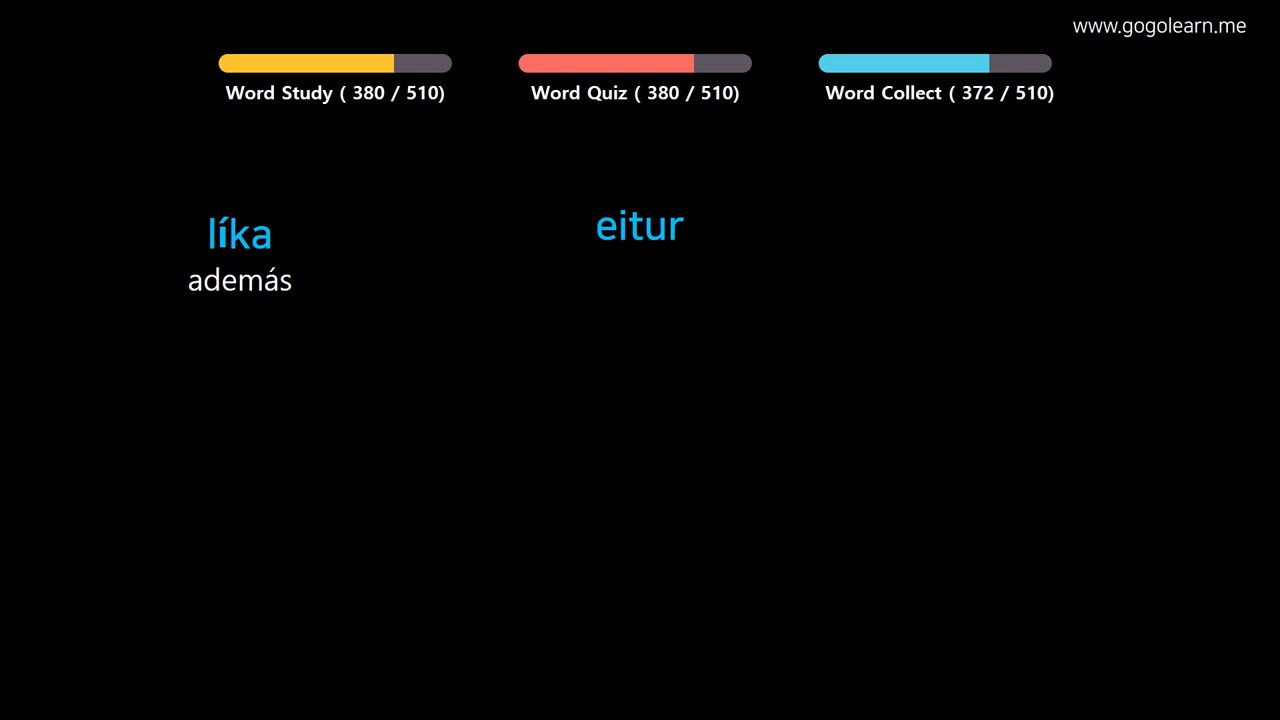 www.gogolearn.me
Word Study ( 380 / 510)
Word Quiz ( 380 / 510)
Word Collect ( 372 / 510)
líka
además
eitur